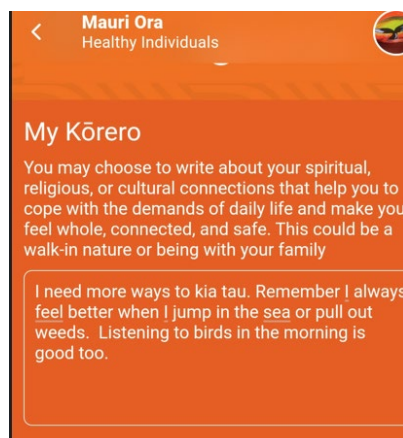 Mauri Ora
Healthy Individuals
My Kōrero
You may choose to write about your spiritual,
religious, or cultural connections that help you to
cope with the demands of daily life and make you
feel whole, connected, and safe. This could be a
walk-in nature or being with your family
I need more ways to kia tau. Remember I always
feel better when I jump in the sea or pull out
weeds.  Listening to birds in the morning is
good too.